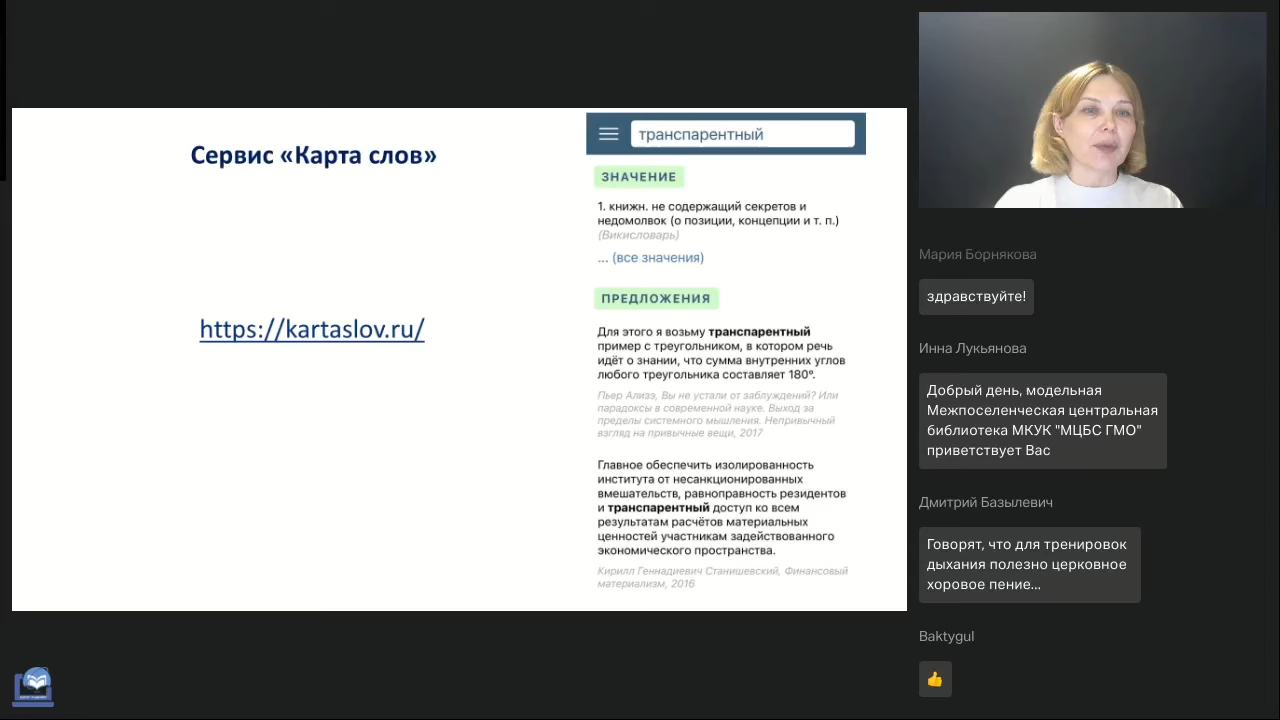 Сервис «Карта слов»
https://kartaslov.ru/
транспарентный
ЗНАЧЕНИЕ
1. книжн. не содержащий секретов и
недомолвок (о позиции, концепции и т. п.)
(Викисловарь)
... (все значения)
ПРЕДЛОЖЕНИЯ
Для этого я возьму транспарентный
пример с треугольником, в котором речь
идёт о знании, что сумма внутренних углов
любого треугольника составляет 180°.
Пьер Ализэ, Вы не устали от заблуждений? Или
парадоксы в современной науке. Выход за
пределы системного мышления. Непривычный
взгляд на привычные вещи, 2017
Главное обеспечить изолированность
института от несанкционированных
вмешательств, равноправность резидентов
и транспарентный доступ ко всем
результатам расчётов материальных
ценностей участникам задействованного
экономического пространства.
Кирилл Геннадиевич Станишевский, Финансовый
материализм, 2016
Мария Борнякова
здравствуйте!
Инна Лукьянова
Добрый день, модельная
Межпоселенческая центральная
библиотека МКУК "МЦБС ГМО"
приветствует Вас
Дмитрий Базылевич
Говорят, что для тренировок
дыхания полезно церковное
хоровое пение...
Baktygul
👍